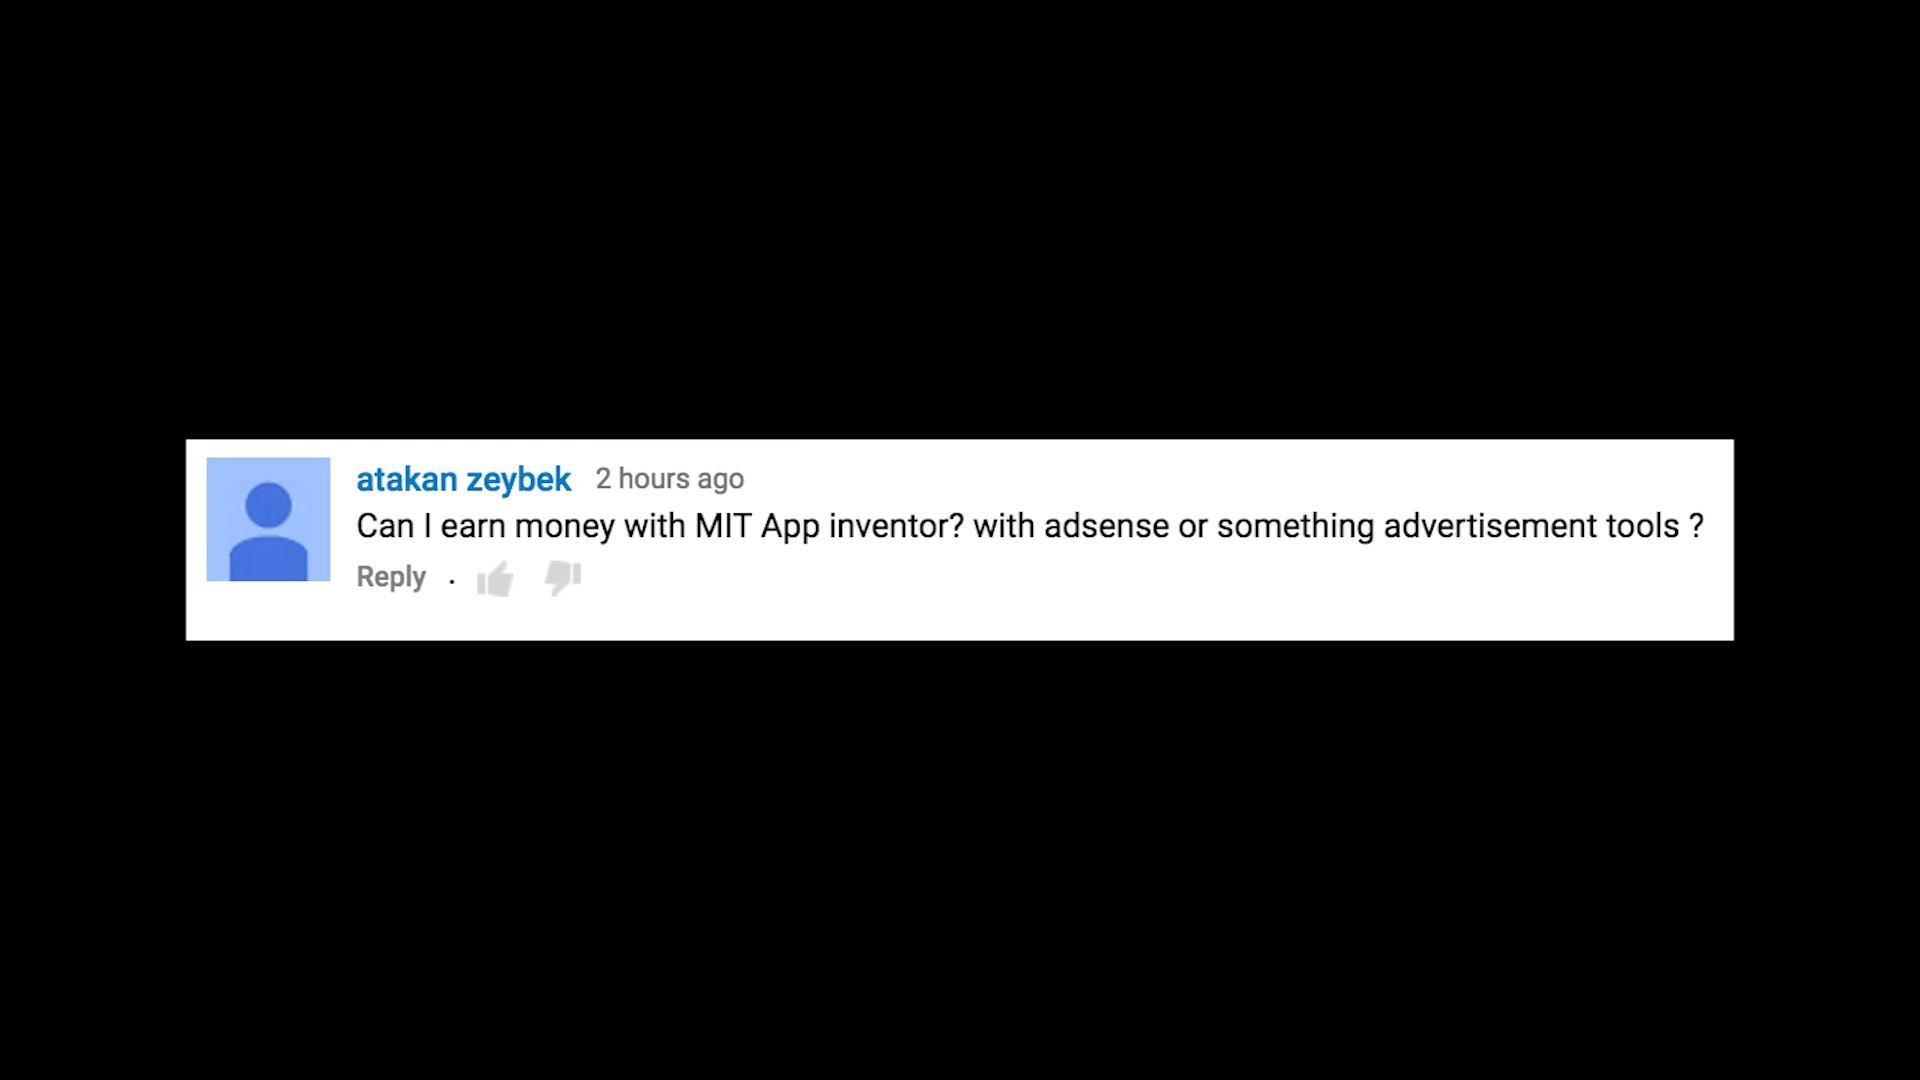 atakan zeybek 2 hours ago
Can I earn money with MIT App inventor? with adsense or something advertisement tools ?
Reply .